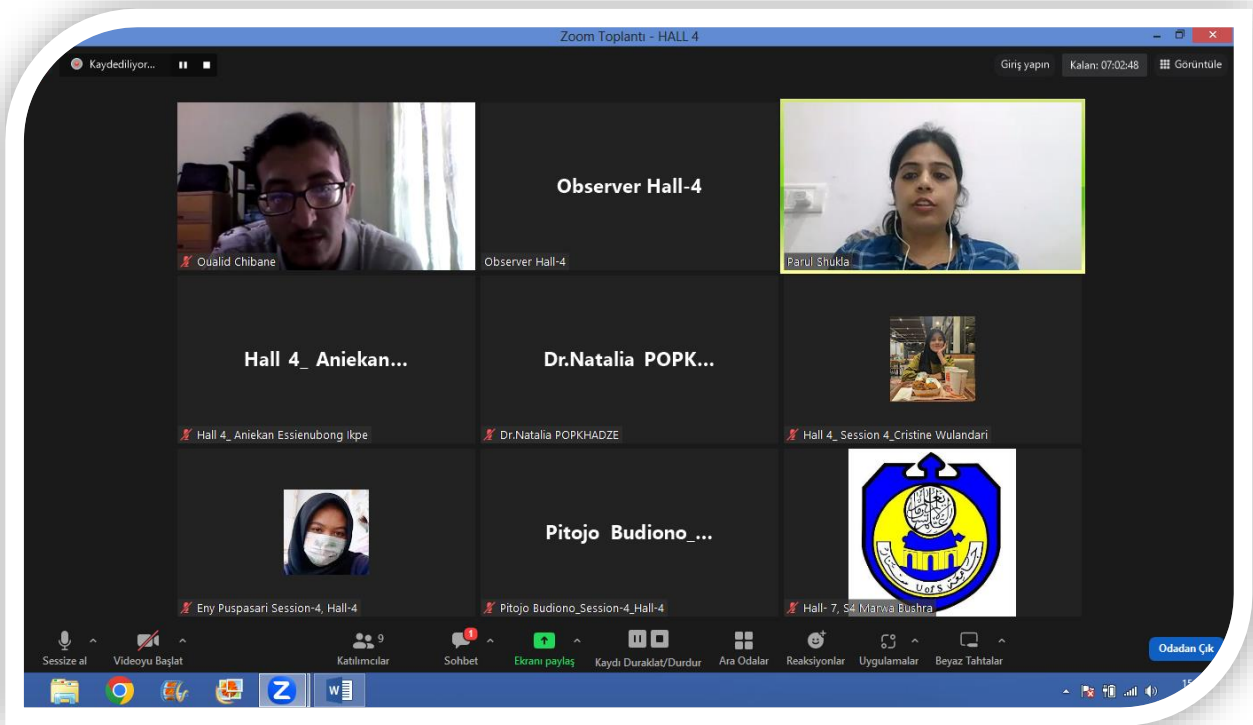 Zoom Toplantı - HALL 4
Kaydediliyor...
Giriş yapın
Kalan: 07:02:48
Görüntüle
Oualid Chibane
Observer Hall-4
Observer Hall-4
Parul Shukla
Hall 4_ Aniekan...
Hall 4_ Aniekan Essienubong Ikpe
Dr.Natalia POPK...
Dr.Natalia POPKHADZE
Hall 4_ Session 4_Cristine Wulandari
Eny Puspasari Session-4, Hall-4
Pitojo Budiono_...
Pitojo Budiono_Session-4_Hall-4
UofS
Hall- 7, S4 Marwa Bushra
Sessize al
Videoyu Başlat
9
Katılımcılar
1
Sohbet
Ekranı paylaş
Kaydı Duraklat/Durdur
Ara Odalar
Reaksiyonlar
Uygulamalar
Beyaz Tahtalar
Odadan Çık